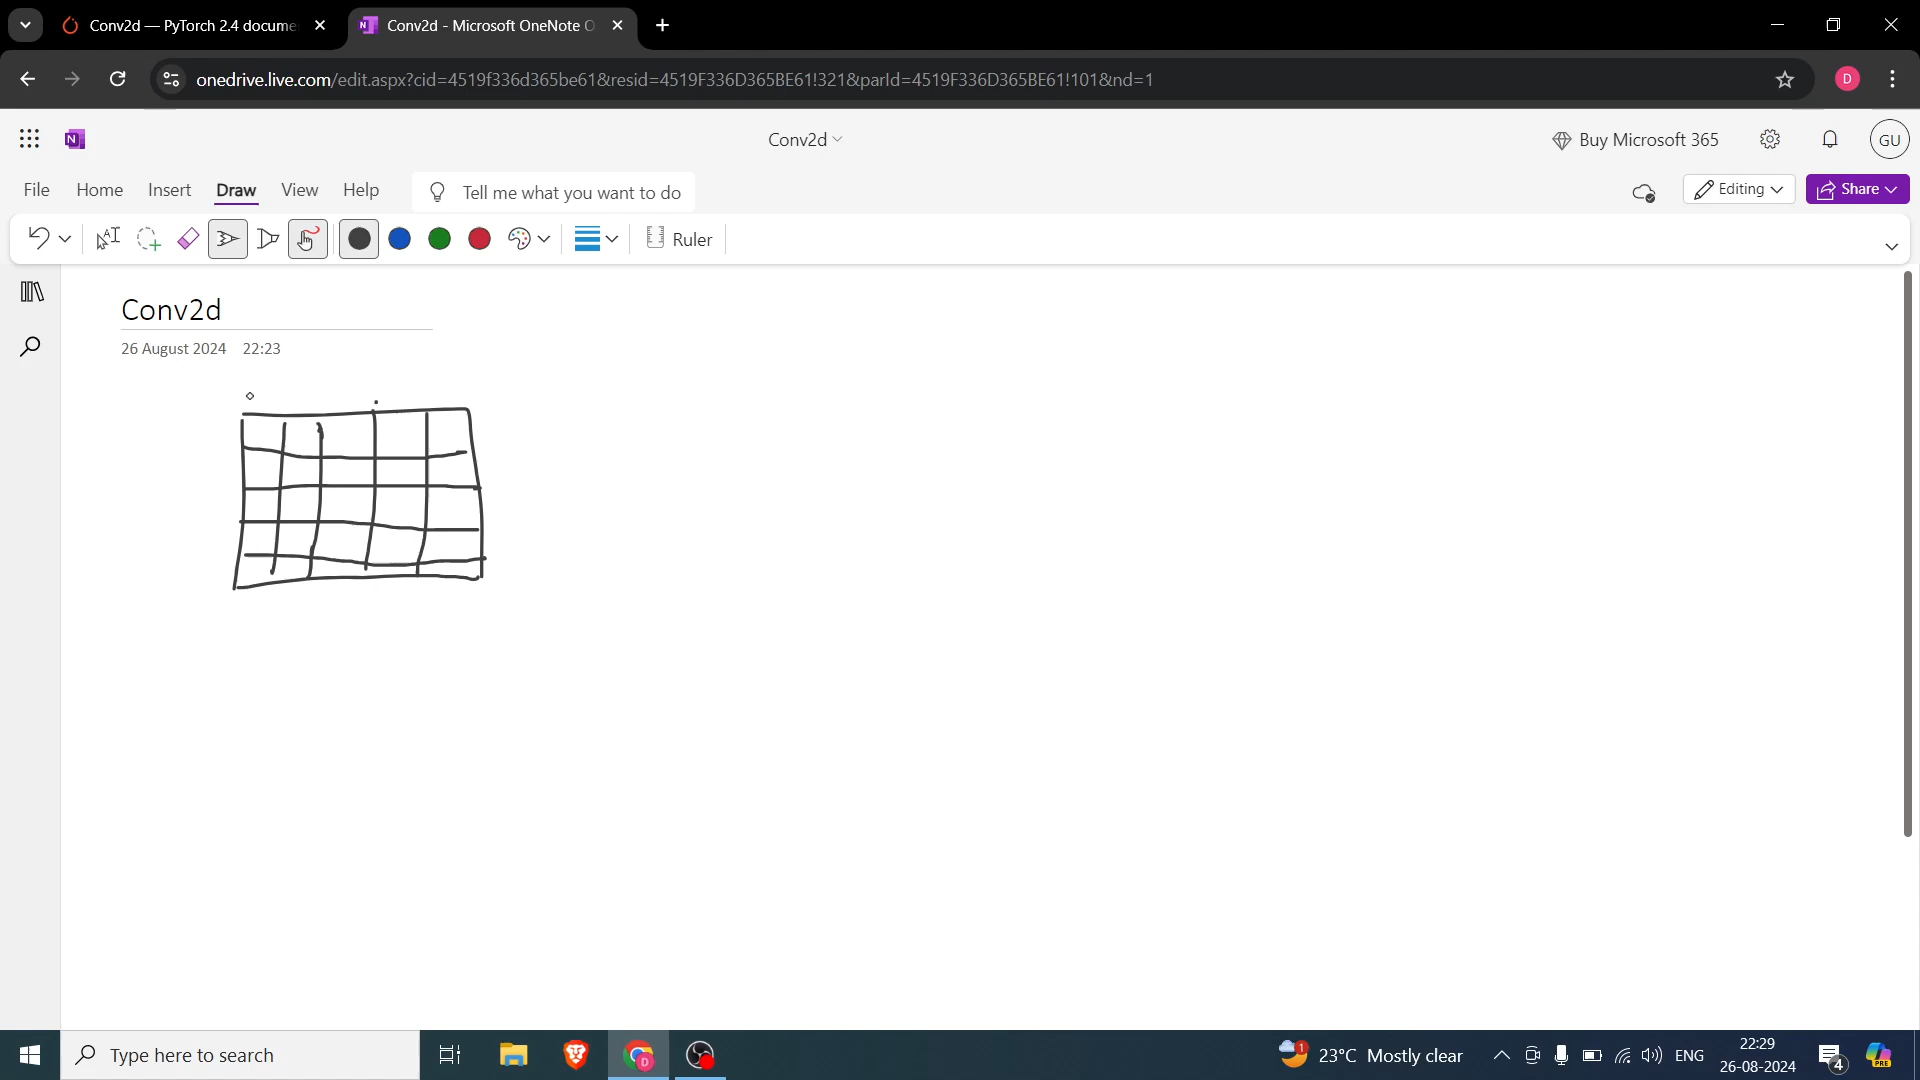 Conv2d — PyTorch 2.4 docume
Conv2d - Microsoft OneNote O
onedrive.live.com/edit.aspx?cid=4519f336d365be61&resid=4519F336D365BE61!321&parId=4519F336D365BE61!101&nd=1
D
N
Conv2d
Buy Microsoft 365
GU
File Home Insert Draw View Help
Tell me what you want to do
Editing
Share
Ruler
Conv2d
26 August 2024 22:23
Type here to search
D
1
23°C Mostly clear
ENG
22:29
26-08-2024
4
PRE